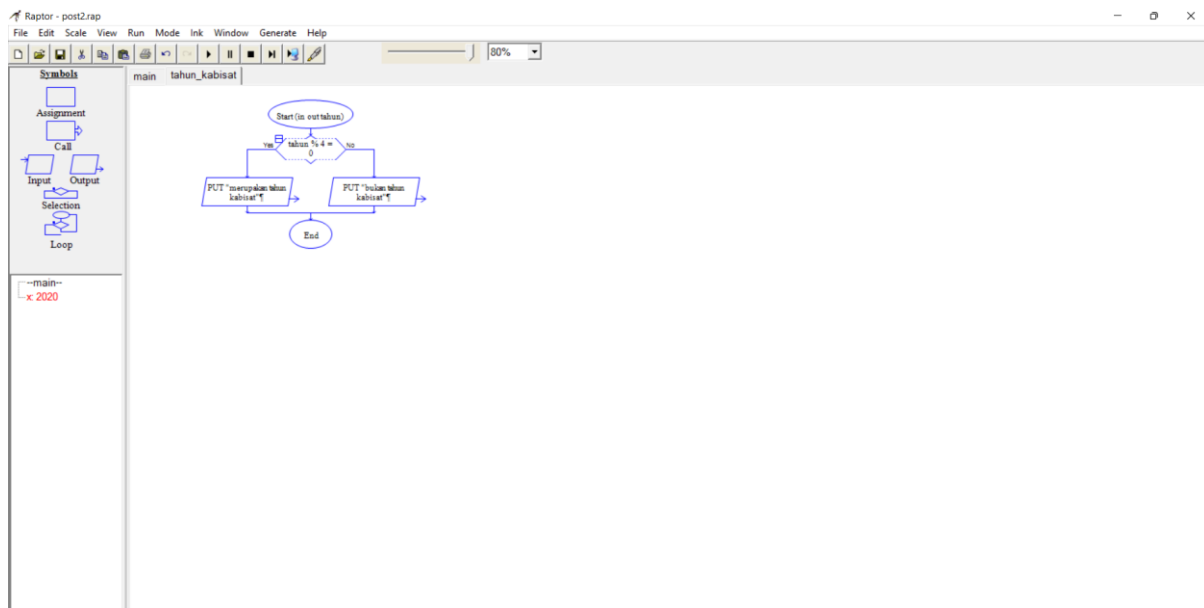 Raptor - post2.rap
File Edit Scale View Run Mode Ink Window Generate Help
80%
Symbols
Assignment
Call
Input Output
Selection
Loop
main tahun_kabisat
Start (in out tahun)
Yes tahun % 4 = No
0
PUT "merupakan tahun
kabisat"¶
PUT "bukan tahun
kabisat"¶
End
--main--
x: 2020